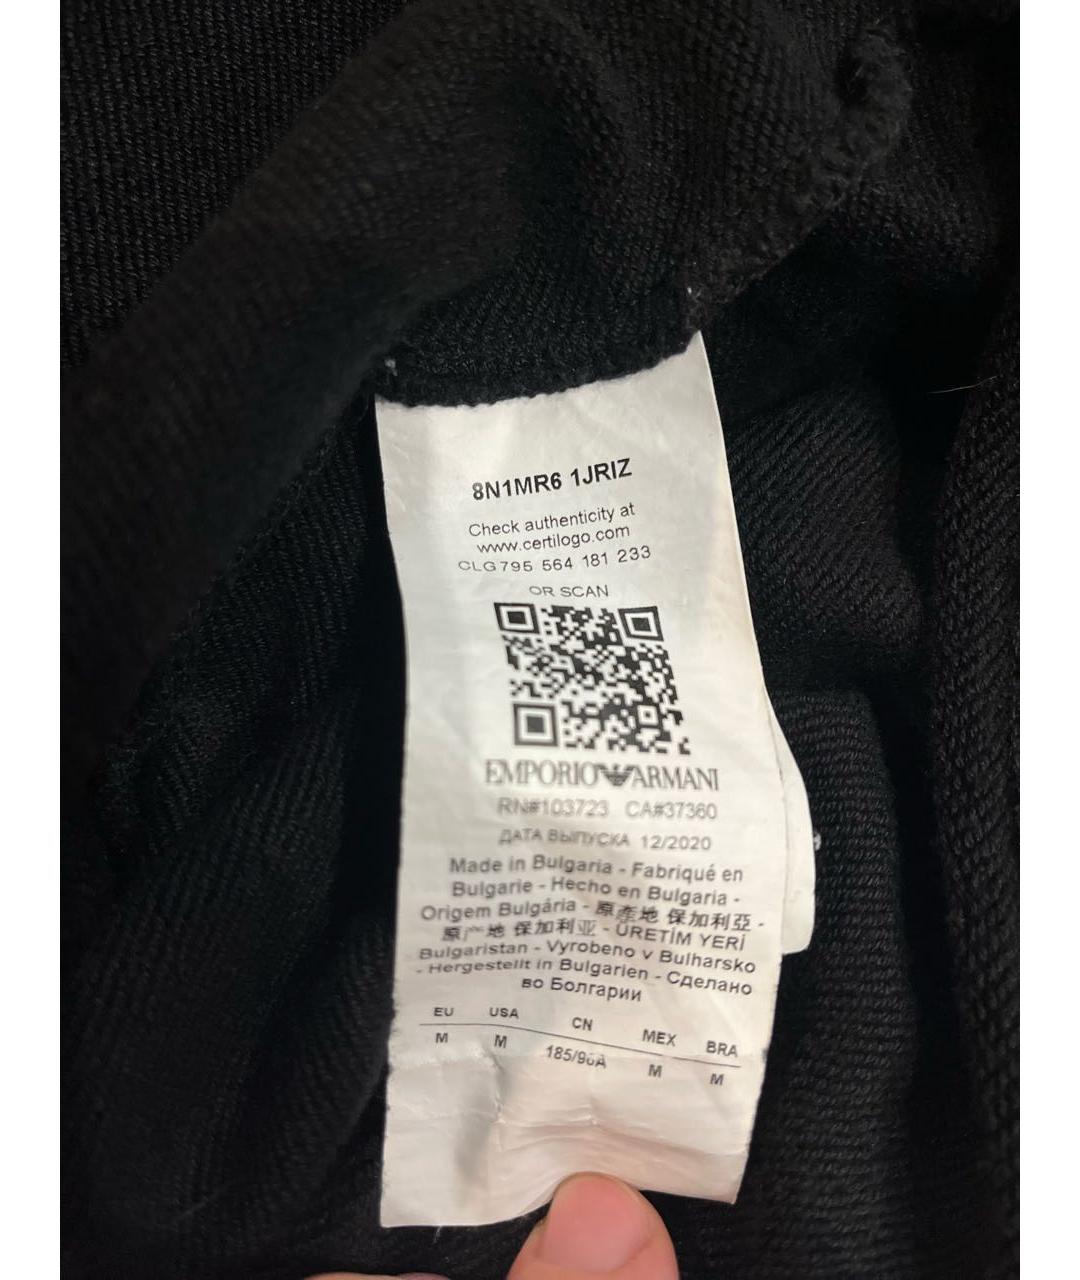 8N1MR6 1JRIZ
Check authenticity at
www.certilogo.com
CLG 795 564 181 233
OR SCAN
EMPORIO ARMANI
RN#103723 CA#37360
ДАТА ВЫПУСКА 12/2020
Made in Bulgaria - Fabriqué en
Bulgarie - Hecho en Bulgaria -
Origem Bulgária - 原產地 保加利亞 -
原产地 保加利亚 - ÜRETİM YERİ
Bulgaristan - Vyrobeno v Bulharsko
- Hergestellt in Bulgarien - Сделано
во Болгарии
EU USA CN MEX BRA
M M 185/96A M M